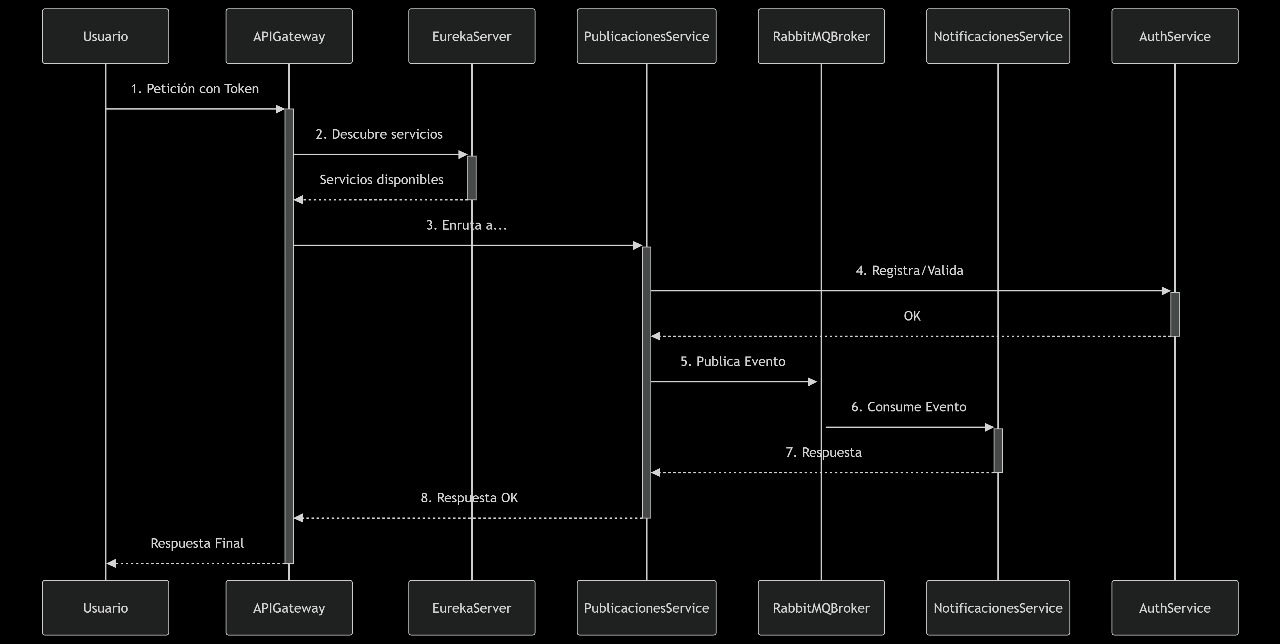 Usuario
APIGateway
EurekaServer
PublicacionesService
RabbitMQBroker
NotificacionesService
AuthService
1. Petición con Token
2. Descubre servicios
Servicios disponibles
3. Enruta a...
4. Registra/Valida
OK
5. Publica Evento
6. Consume Evento
7. Respuesta
8. Respuesta OK
Respuesta Final
Usuario
APIGateway
EurekaServer
PublicacionesService
RabbitMQBroker
NotificacionesService
AuthService